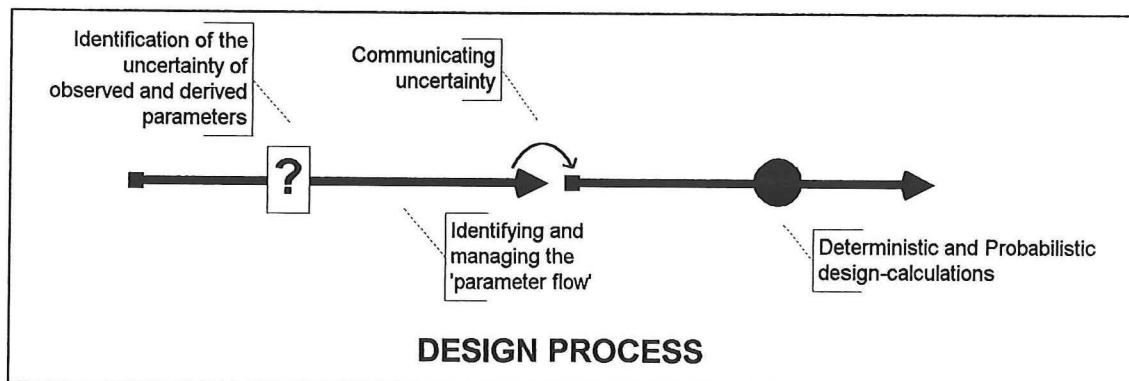 Identification of the
uncertainty of
observed and derived
parameters
Communicating
uncertainty
?
Identifying and
managing the
'parameter flow'
Deterministic and Probabilistic
design-calculations
DESIGN PROCESS